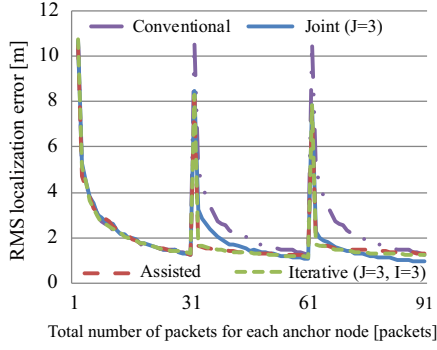 12
10
8
6
4
2
0
RMS localization error [m]
Conventional
Joint (J=3)
Assisted
Iterative (J=3, I=3)
1
31
61
91
Total number of packets for each anchor node [packets]